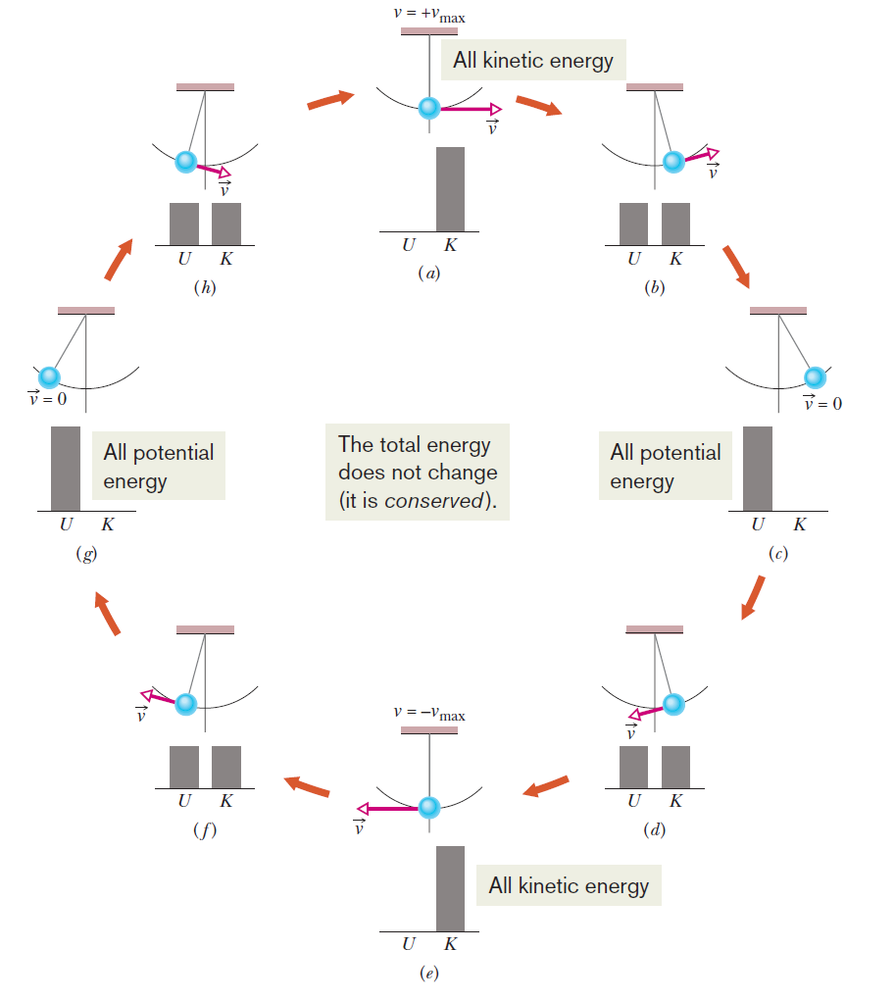 v = +vmax
All kinetic energy
v
U K
(a)
v
U K
(h)
v
U K
(b)
v = 0
All potential
energy
U K
(g)
The total energy
does not change
(it is conserved).
v = 0
All potential
energy
U K
(c)
v
U K
(f)
v = −vmax
v
All kinetic energy
U K
(e)
v
U K
(d)